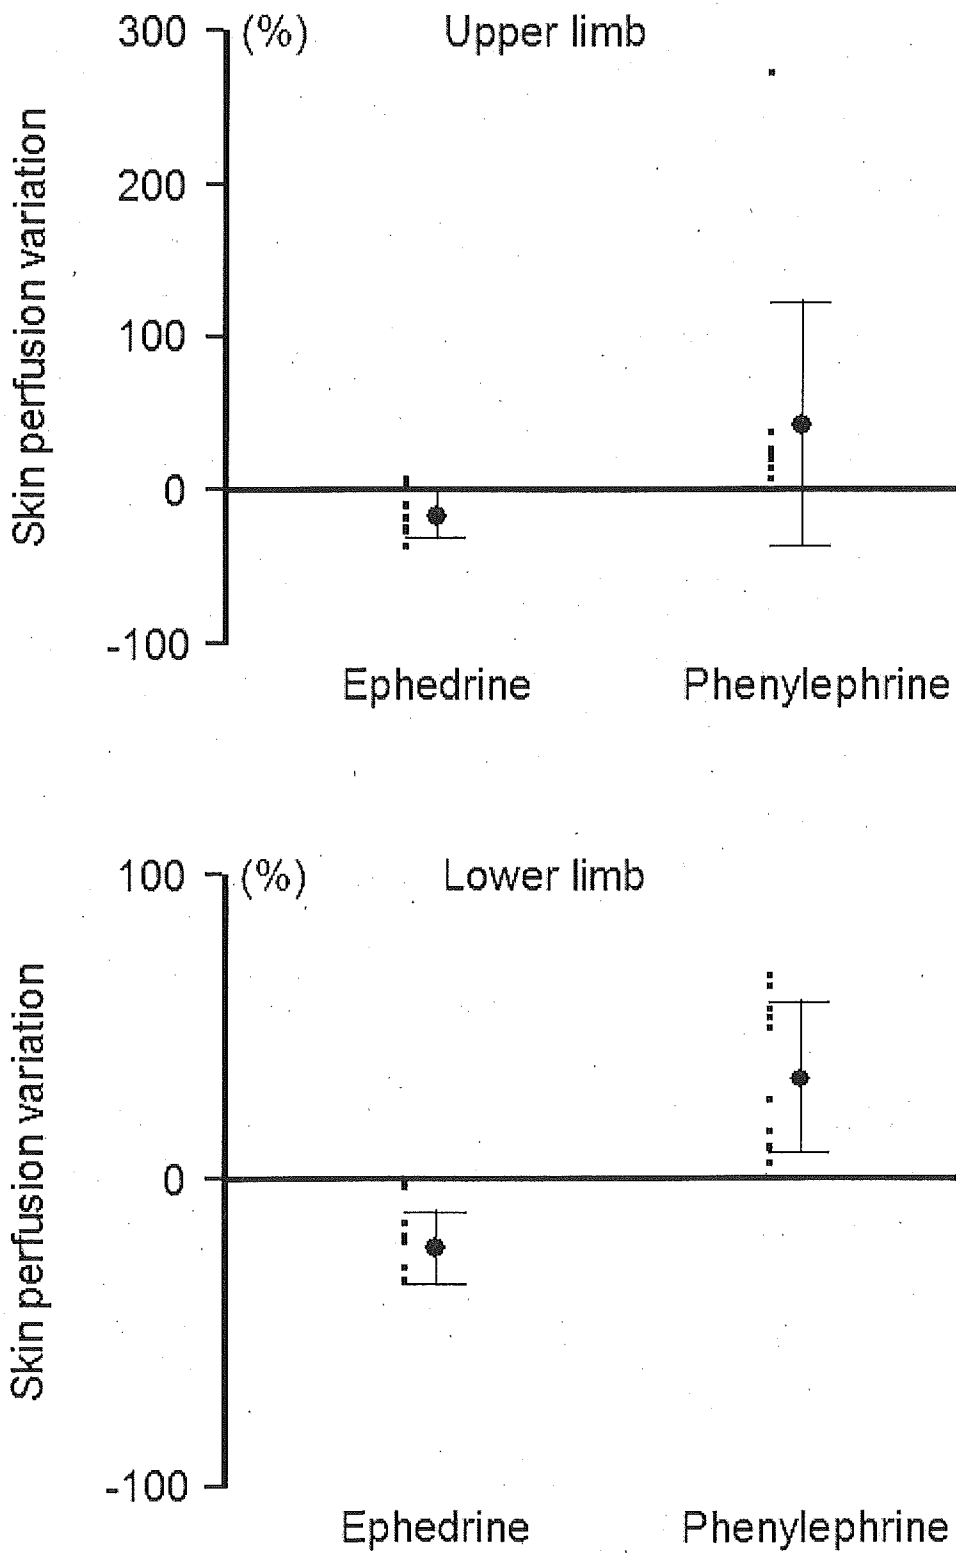 300 (%) Upper limb
200
100
0
-100
Skin perfusion variation
Ephedrine Phenylephrine
100 (%) Lower limb
0
-100
Skin perfusion variation
Ephedrine Phenylephrine